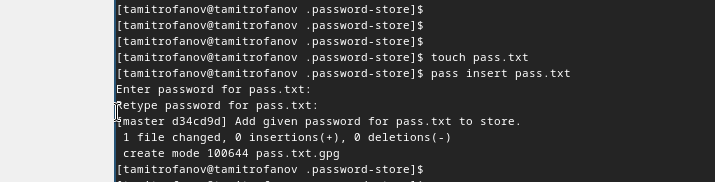 [tamitrofanov@tamitrofanov .password-store]$
[tamitrofanov@tamitrofanov .password-store]$
[tamitrofanov@tamitrofanov .password-store]$
[tamitrofanov@tamitrofanov .password-store]$ touch pass.txt
[tamitrofanov@tamitrofanov .password-store]$ pass insert pass.txt
Enter password for pass.txt:
Retype password for pass.txt:
[master d34cd9d] Add given password for pass.txt to store.
1 file changed, 0 insertions(+), 0 deletions(-)
create mode 100644 pass.txt.gpg
[tamitrofanov@tamitrofanov .password-store]$